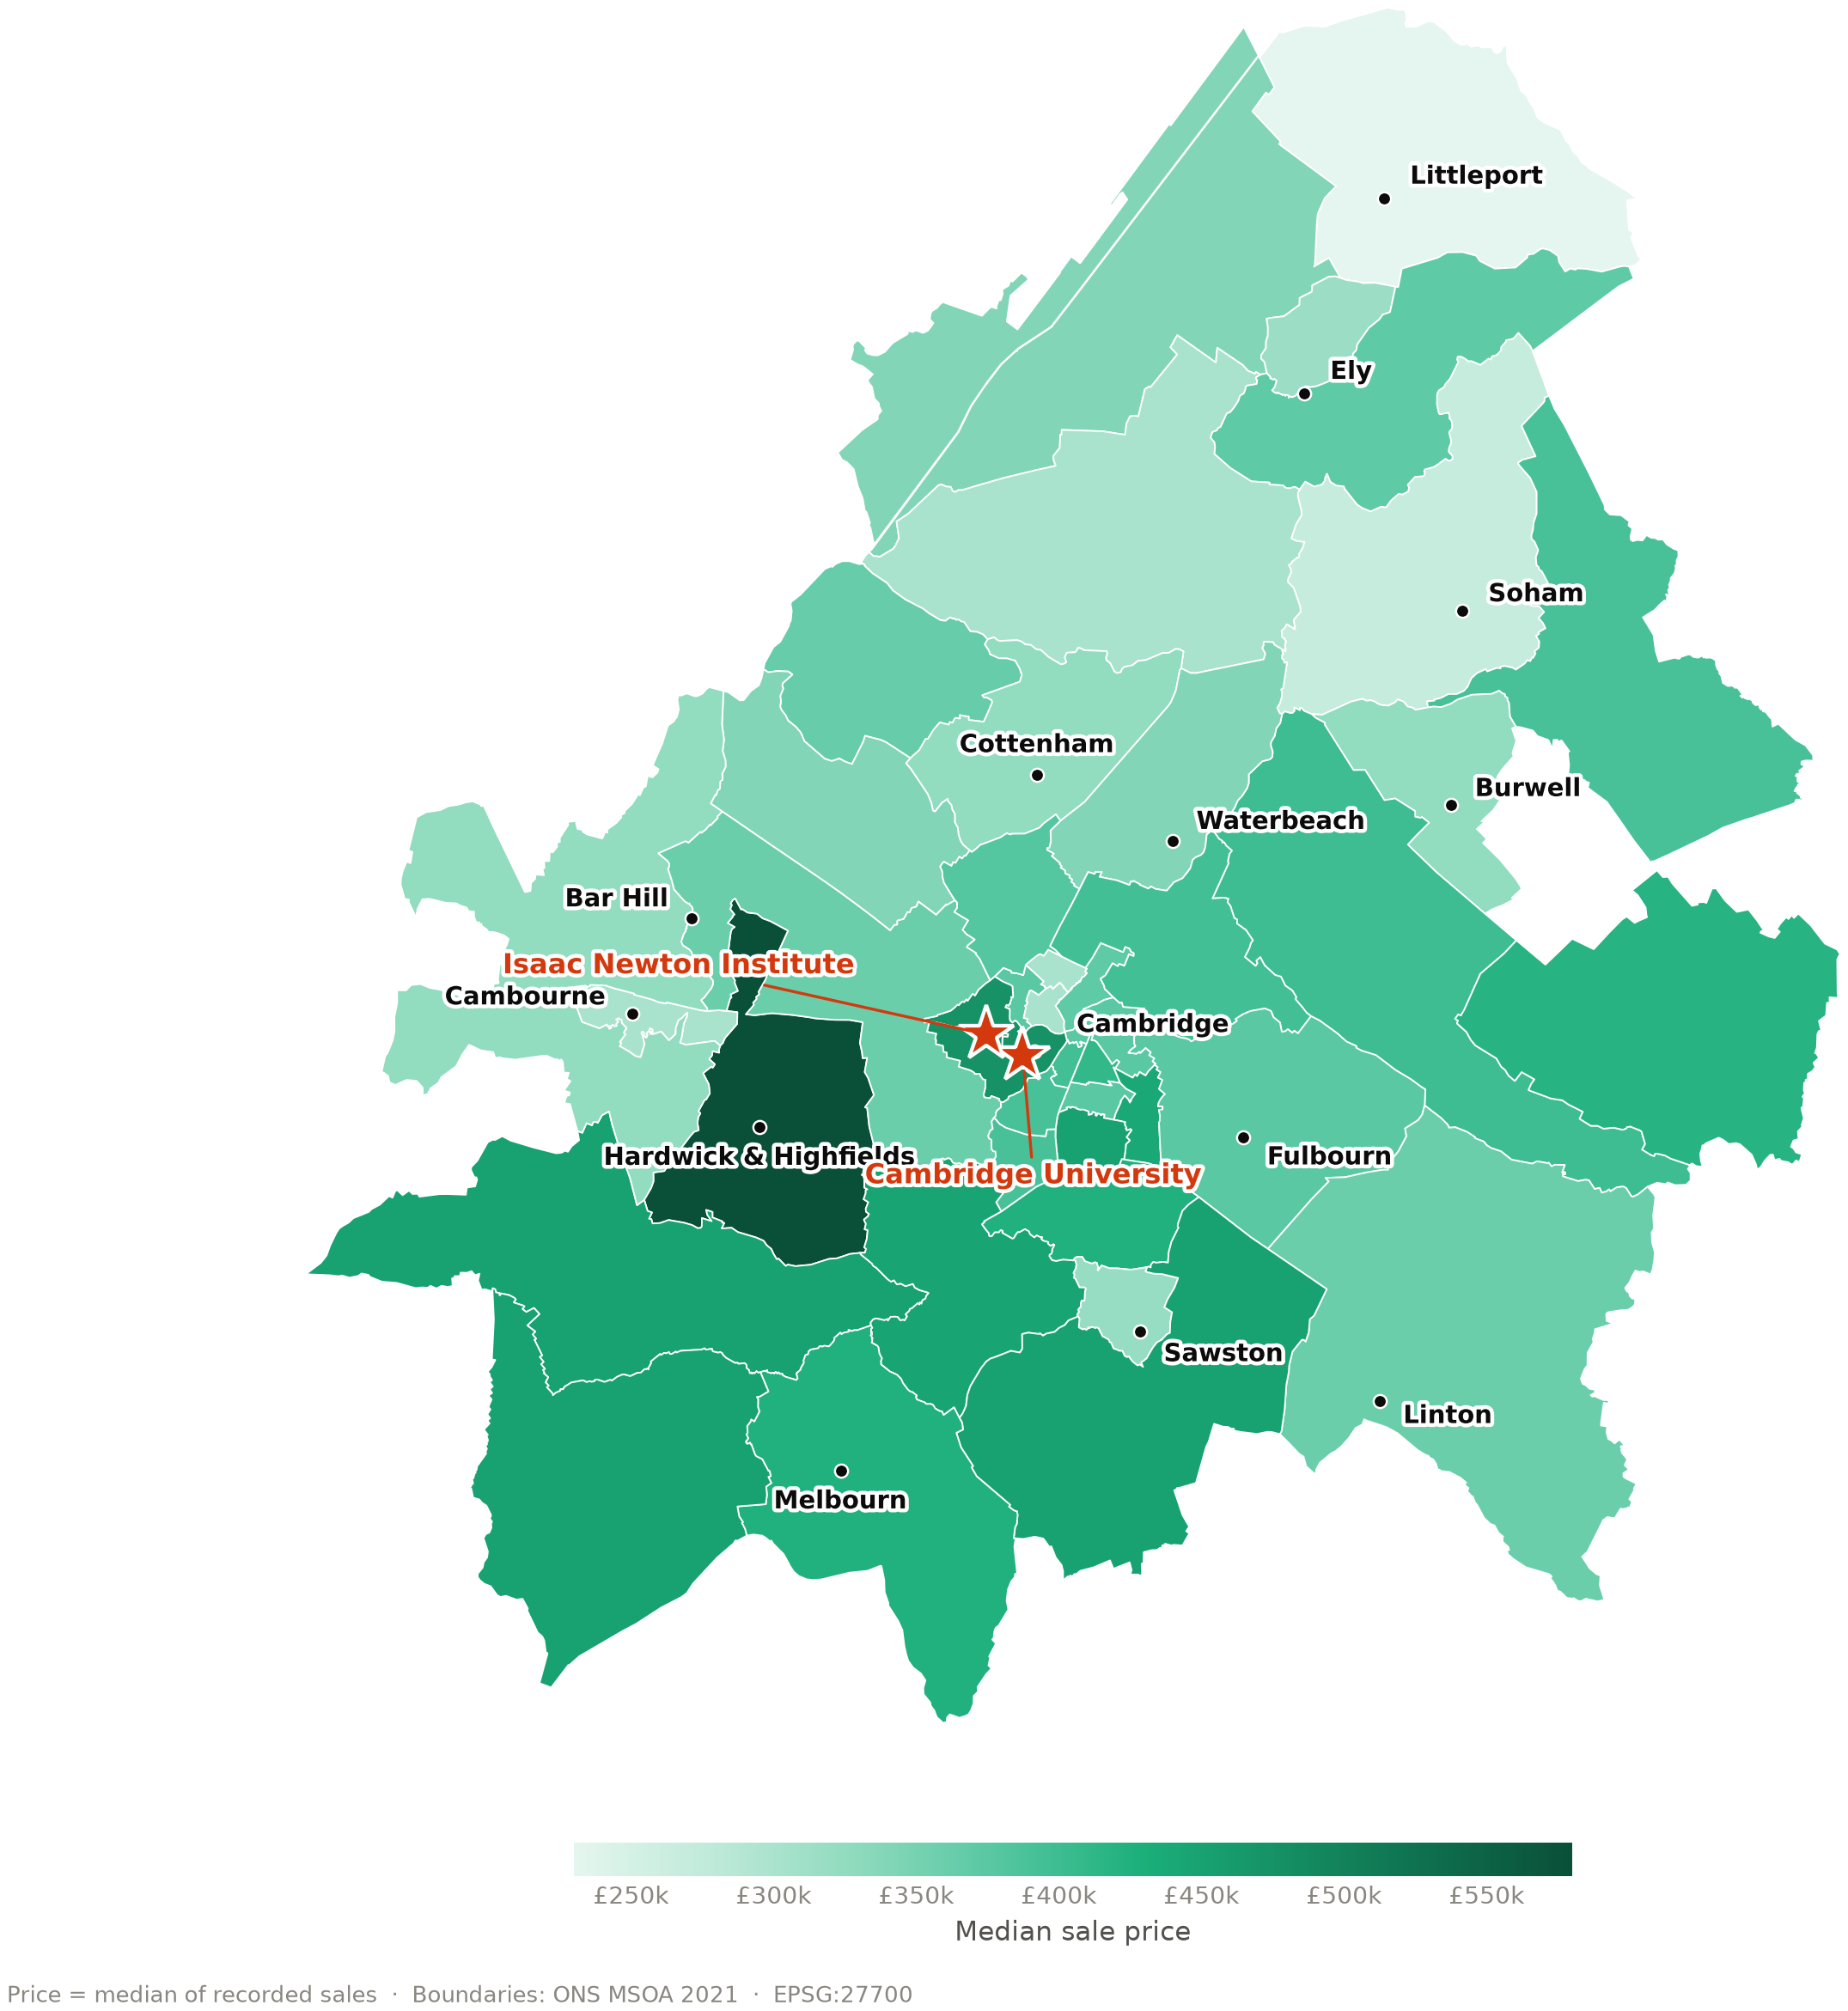 Littleport
Ely
Soham
Cottenham
Burwell
Waterbeach
Bar Hill
Isaac Newton Institute
Cambourne
Cambridge
Hardwick & Highfields
Fulbourn
Cambridge University
Sawston
Linton
Melbourn
£250k £300k £350k £400k £450k £500k £550k
Median sale price
Price = median of recorded sales · Boundaries: ONS MSOA 2021 · EPSG:27700